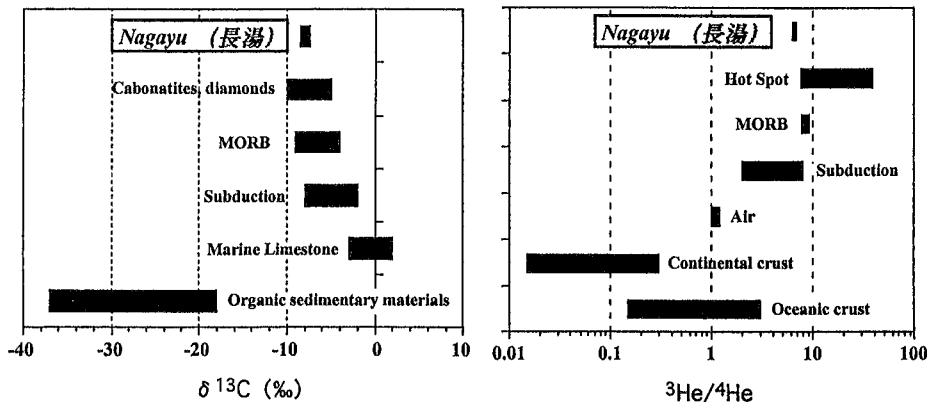 Nagayu （長湯）
Cabonatites, diamonds
MORB
Subduction
Marine Limestone
Organic sedimentary materials
-40 -30 -20 -10 0 10
δ 13C (‰)
Nagayu （長湯）
Hot Spot
MORB
Subduction
Air
Continental crust
Oceanic crust
0.01 0.1 1 10 100
³He/⁴He